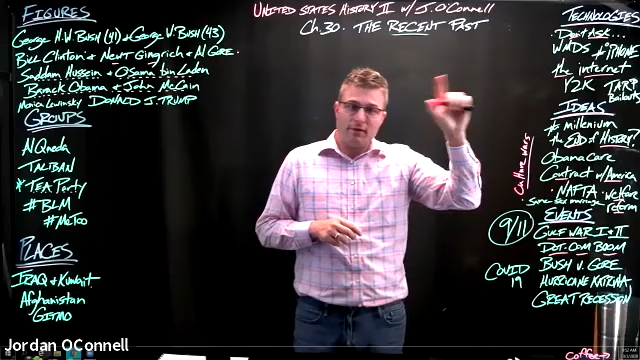 FIGURES
George H.W. BUSH (41) & George W. BUSH (43)
BILL CLINTON & NEWT Gingrich & Al GORE
Saddam Hussein & OSama bin Laden
Barack Obama & John McCain
Monica Lewinsky DONALD J. TRUMP
GROUPS
Al Qaeda
TALIBAN
*TEA Party
#BLM
#MeToo
PLACES
IRAQ & Kuwait
Afghanistan
GITMO
UNITED STATES HISTORY II w/ J. O'Connell
Ch. 30. THE RECENT PAST
TECHNOLOGIES
Don't Ask...
WMDs iPHONE
the internet
Y2K TARP
Bailouts
IDEAS
the Millenium
the END of HISTORY?
Obamacare
Contract w/America
Culture wars
NAFTA welfare
reform
Same-sex marriage
EVENTS
9/11
GULF WAR I & II
DOT.COM BOOM
COVID
19
BUSH v. GORE
HURRICANE KATRINA
GREAT RECESSION
coffee→
Jordan OConnell